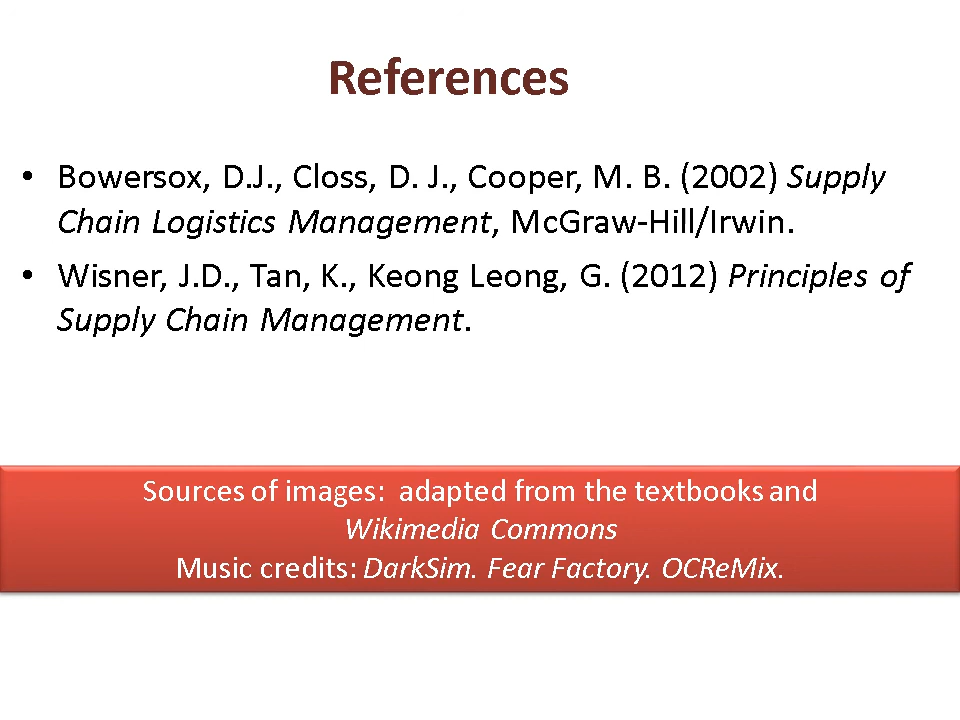 References
• Bowersox, D.J., Closs, D. J., Cooper, M. B. (2002) Supply
Chain Logistics Management, McGraw-Hill/Irwin.
• Wisner, J.D., Tan, K., Keong Leong, G. (2012) Principles of
Supply Chain Management.
Sources of images:  adapted from the textbooks and
Wikimedia Commons
Music credits: DarkSim. Fear Factory. OCReMix.